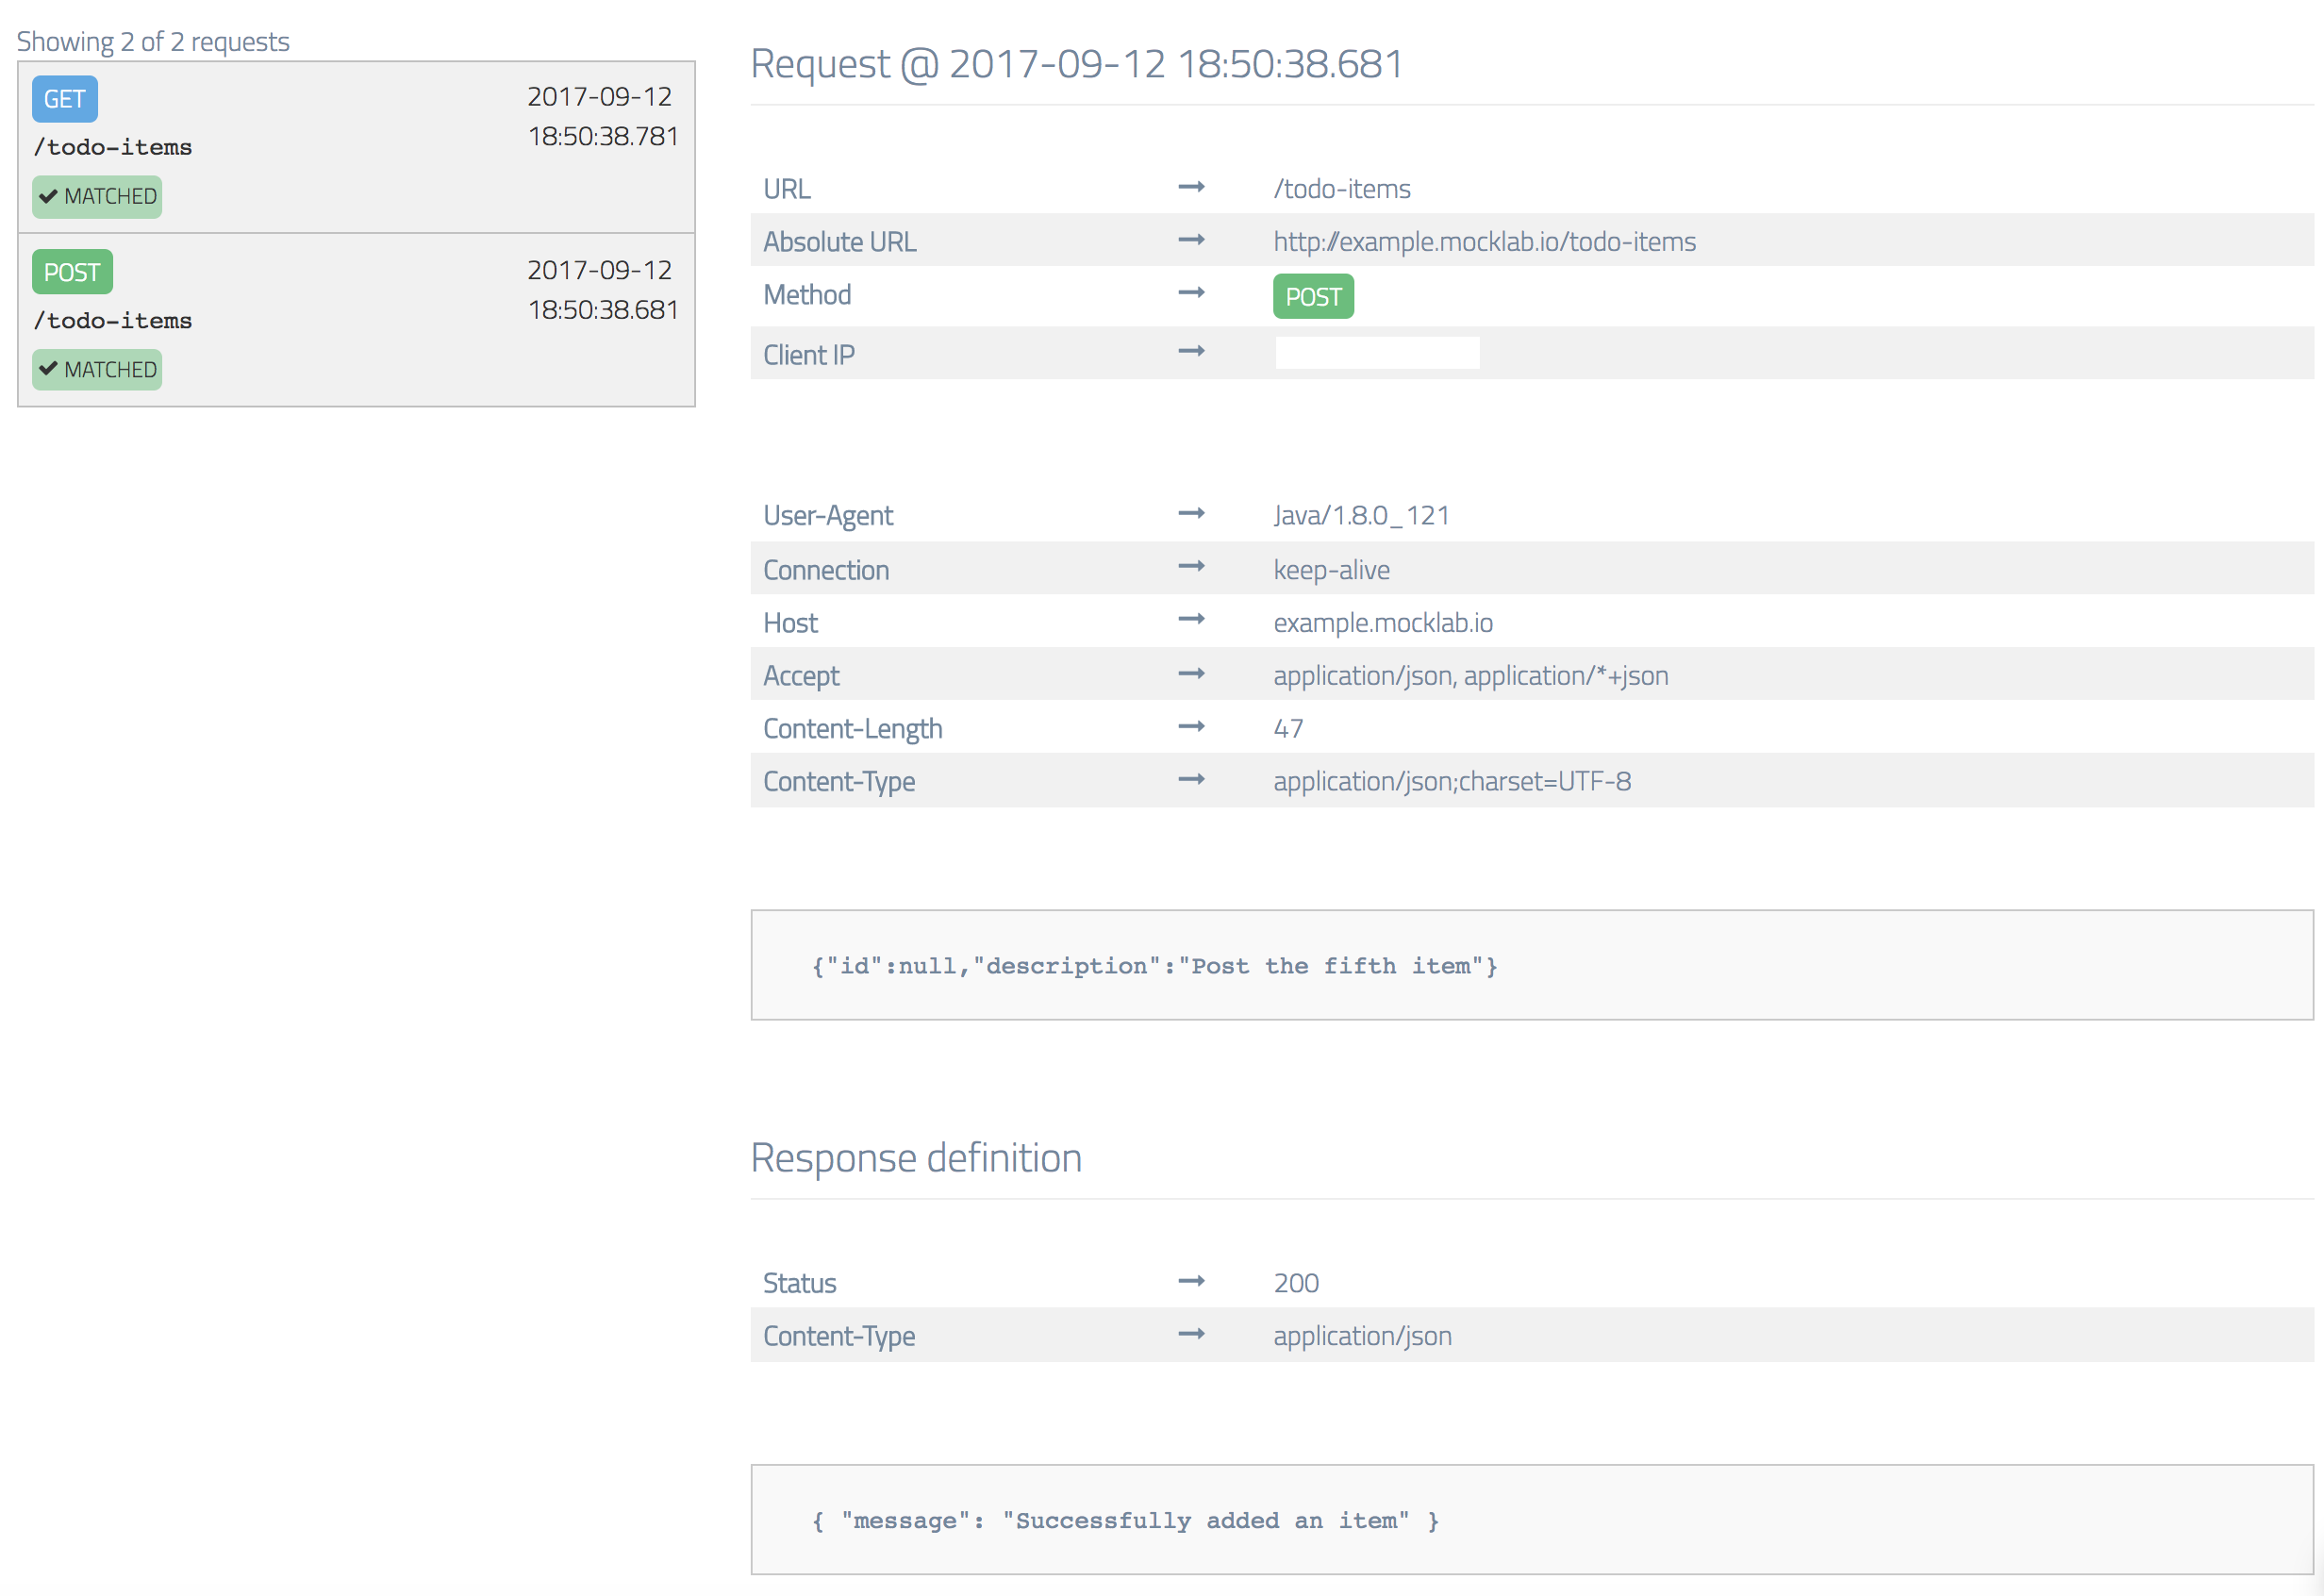 Showing 2 of 2 requests
GET
2017-09-12
18:50:38.781
/todo-items
MATCHED
POST
2017-09-12
18:50:38.681
/todo-items
MATCHED
Request @ 2017-09-12 18:50:38.681
URL /todo-items
Absolute URL http://example.mocklab.io/todo-items
Method POST
Client IP
User-Agent Java/1.8.0_121
Connection keep-alive
Host example.mocklab.io
Accept application/json, application/*+json
Content-Length 47
Content-Type application/json;charset=UTF-8
{"id":null,"description":"Post the fifth item"}
Response definition
Status 200
Content-Type application/json
{ "message": "Successfully added an item" }